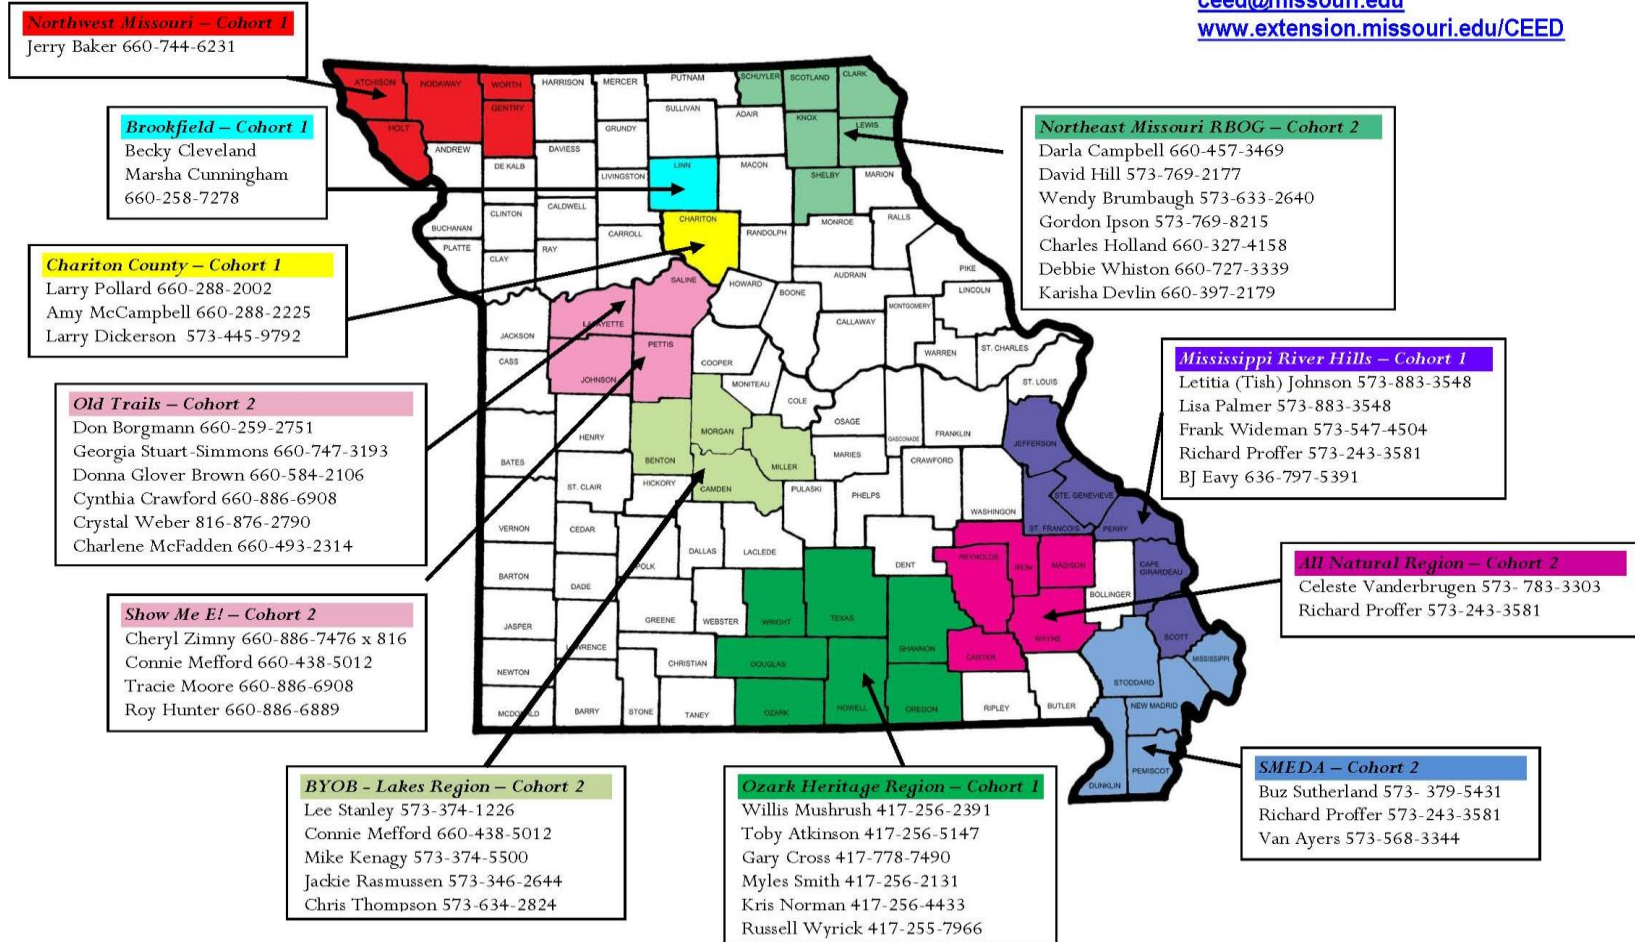 ceed@missouri.edu
www.extension.missouri.edu/CEED
Northwest Missouri – Cohort 1
Jerry Baker 660-744-6231
Brookfield – Cohort 1
Becky Cleveland
Marsha Cunningham
660-258-7278
Chariton County – Cohort 1
Larry Pollard 660-288-2002
Amy McCampbell 660-288-2225
Larry Dickerson 573-445-9792
Old Trails – Cohort 2
Don Borgmann 660-259-2751
Georgia Stuart-Simmons 660-747-3193
Donna Glover Brown 660-584-2106
Cynthia Crawford 660-886-6908
Crystal Weber 816-876-2790
Charlene McFadden 660-493-2314
Show Me E! – Cohort 2
Cheryl Zimny 660-886-7476 x 816
Connie Mefford 660-438-5012
Tracie Moore 660-886-6908
Roy Hunter 660-886-6889
BYOB - Lakes Region – Cohort 2
Lee Stanley 573-374-1226
Connie Mefford 660-438-5012
Mike Kenagy 573-374-5500
Jackie Rasmussen 573-346-2644
Chris Thompson 573-634-2824
Ozark Heritage Region – Cohort 1
Willis Mushrush 417-256-2391
Toby Atkinson 417-256-5147
Gary Cross 417-778-7490
Myles Smith 417-256-2131
Kris Norman 417-256-4433
Russell Wyrick 417-255-7966
Northeast Missouri RBOG – Cohort 2
Darla Campbell 660-457-3469
David Hill 573-769-2177
Wendy Brumbaugh 573-633-2640
Gordon Ipson 573-769-8215
Charles Holland 660-327-4158
Debbie Whiston 660-727-3339
Karisha Devlin 660-397-2179
Mississippi River Hills – Cohort 1
Letitia (Tish) Johnson 573-883-3548
Lisa Palmer 573-883-3548
Frank Wideman 573-547-4504
Richard Proffer 573-243-3581
BJ Eavy 636-797-5391
All Natural Region – Cohort 2
Celeste Vanderbrugen 573- 783-3303
Richard Proffer 573-243-3581
SMEDA – Cohort 2
Buz Sutherland 573- 379-5431
Richard Proffer 573-243-3581
Van Ayers 573-568-3344
ATCHISON
NODAWAY
WORTH
HARRISON
MERCER
PUTNAM
SCHUYLER
SCOTLAND
CLARK
GENTRY
SULLIVAN
ADAIR
KNOX
LEWIS
HOLT
ANDREW
DE KALB
DAVIESS
GRUNDY
LINN
MACON
SHELBY
MARION
LIVINGSTON
BUCHANAN
CLINTON
CALDWELL
CARROLL
CHARITON
RANDOLPH
MONROE
RALLS
PLATTE
CLAY
RAY
AUDRAIN
PIKE
SALINE
HOWARD
BOONE
LINCOLN
MONTGOMERY
CALLAWAY
WARREN
ST. CHARLES
JACKSON
LAFAYETTE
PETTIS
COOPER
CASS
JOHNSON
MONITEAU
COLE
ST. LOUIS
OSAGE
GASCONADE
FRANKLIN
JEFFERSON
HENRY
BENTON
MORGAN
MILLER
MARIES
CRAWFORD
BATES
ST. CLAIR
HICKORY
CAMDEN
PULASKI
PHELPS
WASHINGTON
STE. GENEVIEVE
ST. FRANCOIS
PERRY
VERNON
CEDAR
DALLAS
LACLEDE
DENT
REYNOLDS
IRON
MADISON
CAPE
GIRARDEAU
BOLLINGER
BARTON
DADE
POLK
GREENE
WEBSTER
WRIGHT
TEXAS
SHANNON
WAYNE
SCOTT
JASPER
LAWRENCE
CHRISTIAN
DOUGLAS
CARTER
MISSISSIPPI
NEWTON
STODDARD
MCDONALD
BARRY
STONE
TANEY
OZARK
HOWELL
OREGON
RIPLEY
BUTLER
NEW MADRID
PEMISCOT
DUNKLIN